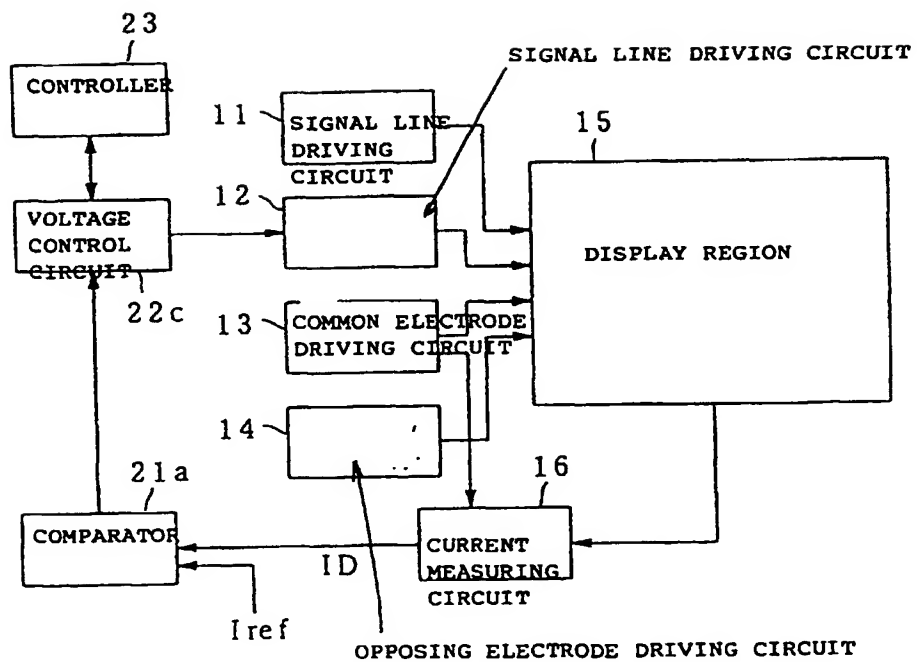 23
CONTROLLER
SIGNAL LINE DRIVING CIRCUIT
11
SIGNAL LINE
DRIVING
CIRCUIT
15
12
VOLTAGE
CONTROL
CIRCUIT
DISPLAY REGION
22c
13
COMMON ELECTRODE
DRIVING CIRCUIT
14
16
21a
COMPARATOR
CURRENT
MEASURING
CIRCUIT
ID
Iref
OPPOSING ELECTRODE DRIVING CIRCUIT